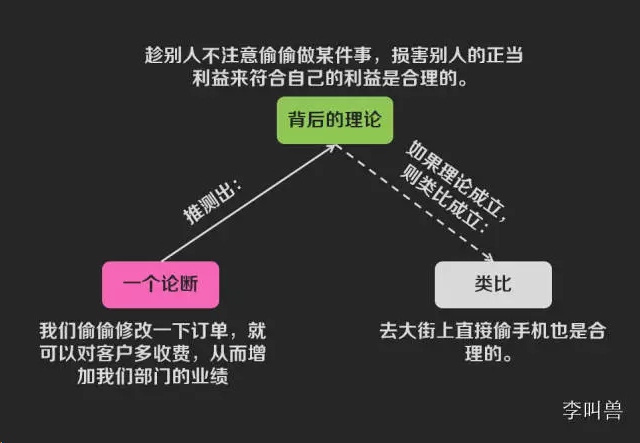 趁别人不注意偷偷做某件事，损害别人的正当
利益来符合自己的利益是合理的。
背后的理论
推测出：
如果理论成立，
则类比成立：
一个论断
类比
我们偷偷修改一下订单，就
可以对客户多收费，从而增
加我们部门的业绩
去大街上直接偷手机也是合
理的。
李叫兽